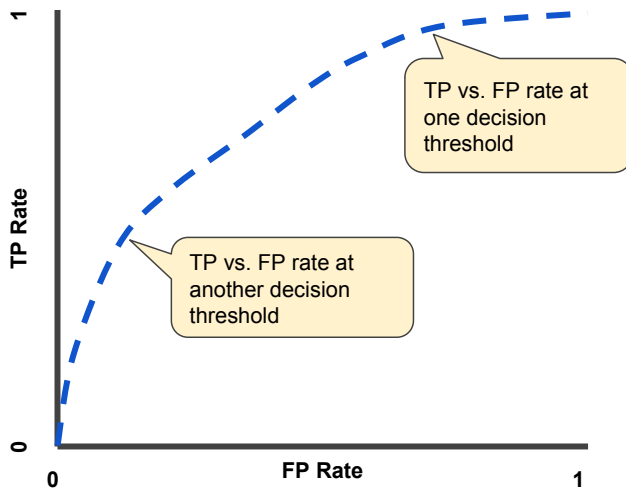 1
TP vs. FP rate at
one decision
threshold
TP Rate
TP vs. FP rate at
another decision
threshold
0
0
FP Rate
1